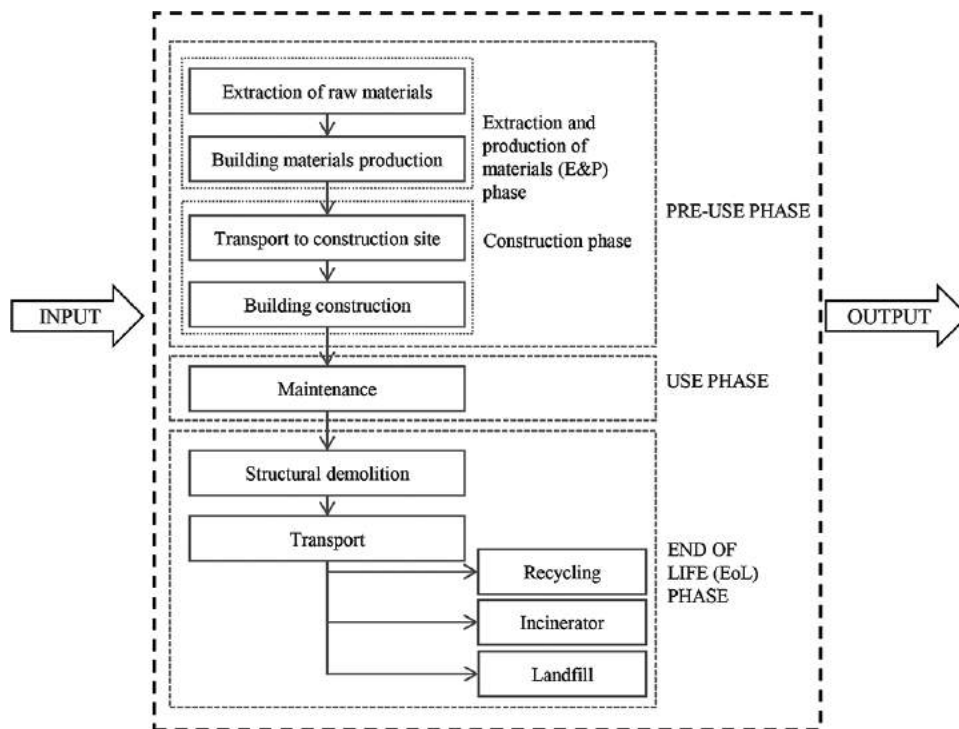 Extraction of raw materials
Building materials production
Extraction and
production of
materials (E&P)
phase
Transport to construction site
Building construction
Construction phase
PRE-USE PHASE
INPUT
OUTPUT
Maintenance
USE PHASE
Structural demolition
Transport
Recycling
Incinerator
Landfill
END OF
LIFE (EoL)
PHASE